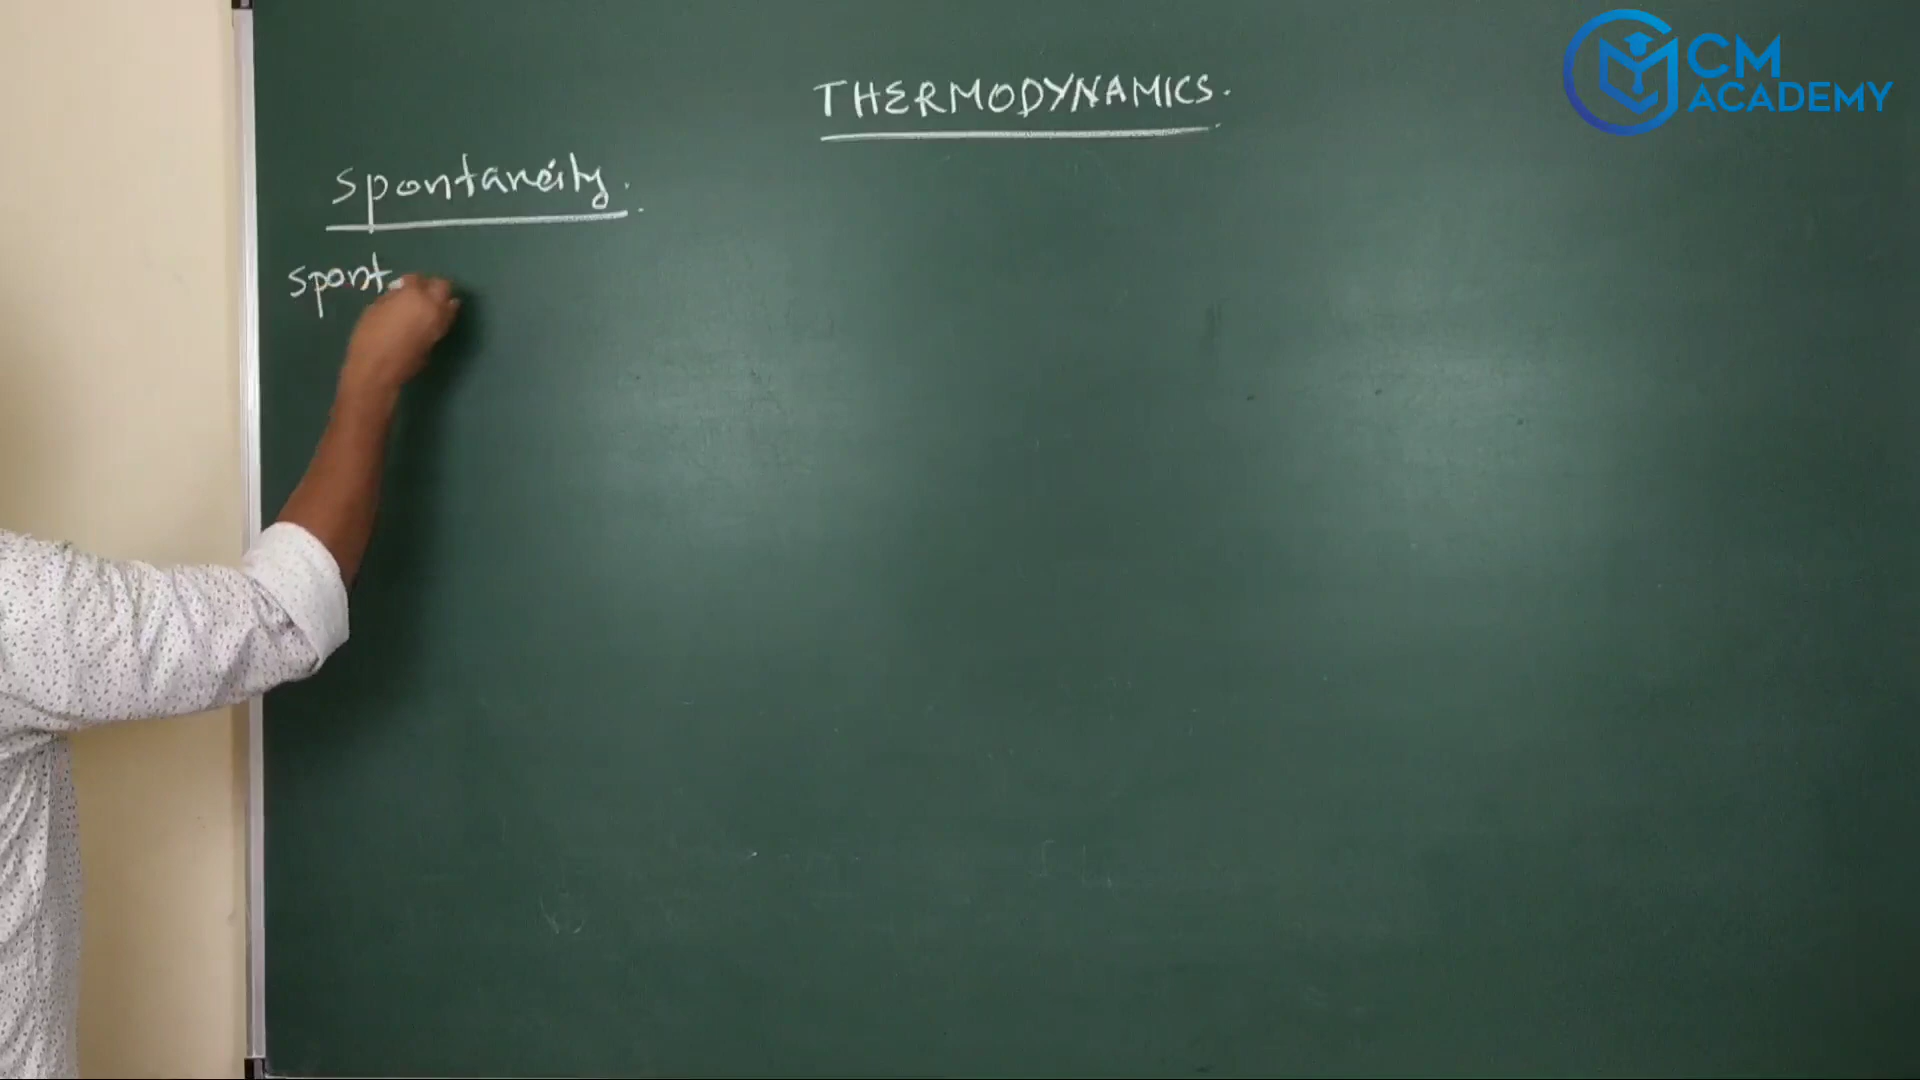 CM
ACADEMY
THERMODYNAMICS.
Spontaneity.
spont